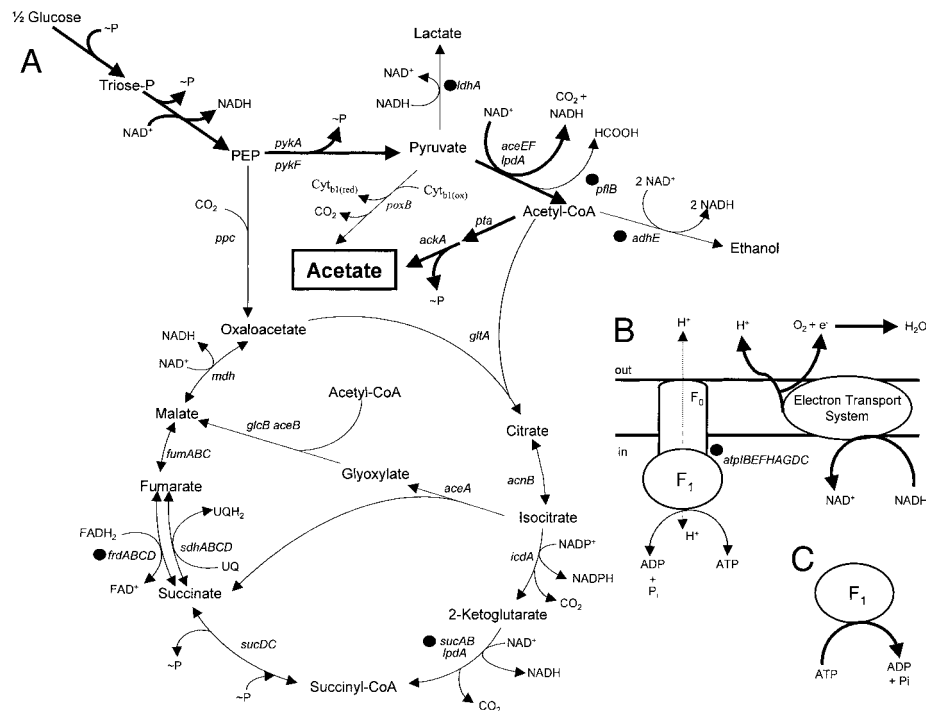 A
½ Glucose
~P
Triose-P
~P
NADH
NAD⁺
PEP
pykA
pykF
~P
Pyruvate
Lactate
NAD⁺
NADH
ldhA
NAD⁺
CO₂ +
NADH
aceEF
lpdA
HCOOH
pflB
Acetyl-CoA
2 NAD⁺
2 NADH
adhE
Ethanol
Cyt b1(red)
Cyt b1(ox)
CO₂
poxB
pta
ackA
~P
Acetate
CO₂
ppc
Oxaloacetate
gltA
NADH
NAD⁺
mdh
Malate
glcB aceB
Acetyl-CoA
Citrate
fumABC
Glyoxylate
aceA
acnB
Fumarate
Isocitrate
FADH₂
UQH₂
frdABCD
sdhABCD
FAD⁺
UQ
Succinate
icdA
NADP⁺
NADPH
CO₂
2-Ketoglutarate
sucAB
lpdA
NAD⁺
NADH
CO₂
sucDC
~P
~P
Succinyl-CoA
B
H⁺
H⁺
O₂ + e⁻
H₂O
out
F₀
Electron Transport
System
in
atpIBEFHAGDC
F₁
NAD⁺
NADH
H⁺
ADP
+
Pᵢ
ATP
C
F₁
ATP
ADP
+ Pi